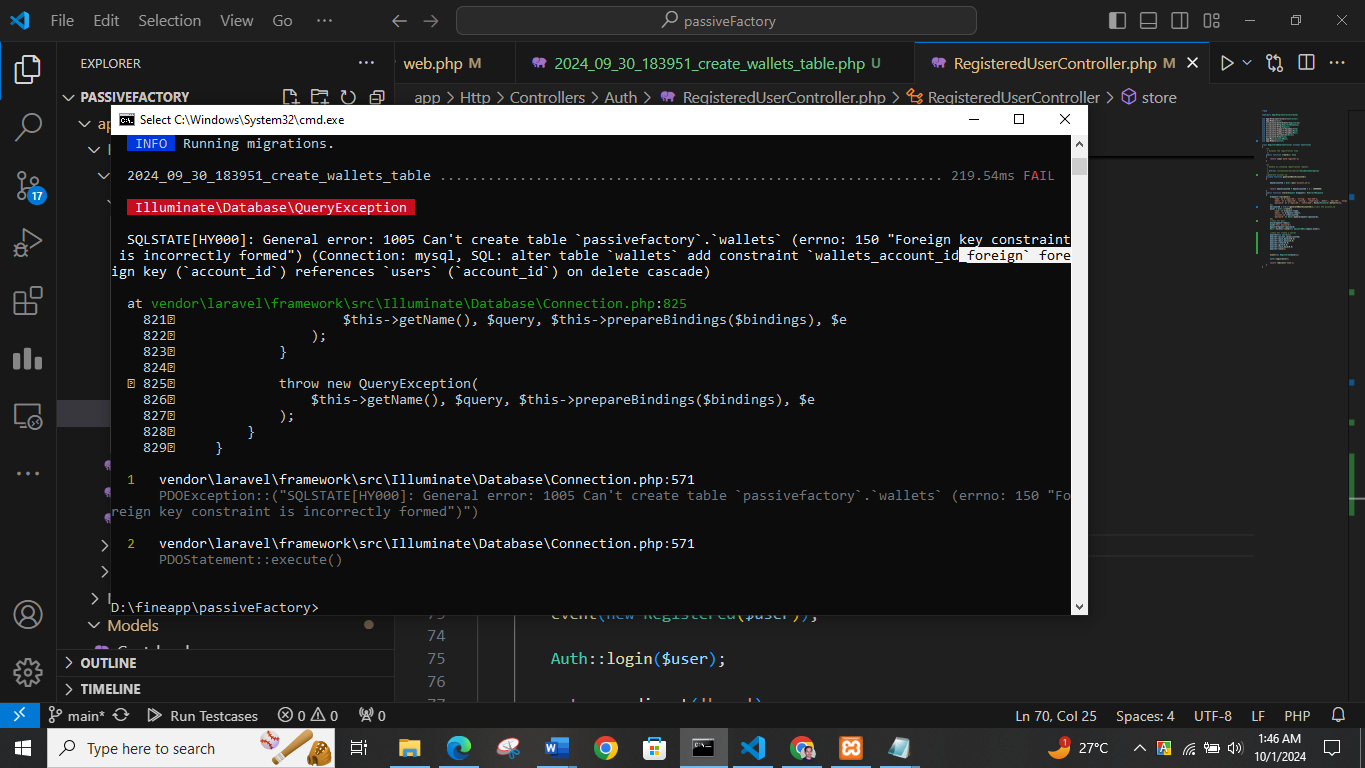 File Edit Selection View Go ··· passiveFactory
EXPLORER ···
web.php M
2024_09_30_183951_create_wallets_table.php U
RegisteredUserController.php M
PASSIVEFACTORY
app > Http > Controllers > Auth > RegisteredUserController.php > RegisteredUserController > store
Select C:\Windows\System32\cmd.exe
INFO Running migrations.
2024_09_30_183951_create_wallets_table ............................................................... 219.54ms FAIL
Illuminate\Database\QueryException
SQLSTATE[HY000]: General error: 1005 Can't create table `passivefactory`.`wallets` (errno: 150 "Foreign key constraint
is incorrectly formed") (Connection: mysql, SQL: alter table `wallets` add constraint `wallets_account_id_foreign` fore
ign key (`account_id`) references `users` (`account_id`) on delete cascade)
at vendor\laravel\framework\src\Illuminate\Database\Connection.php:825
821 $this->getName(), $query, $this->prepareBindings($bindings), $e
822 );
823 }
824
825 throw new QueryException(
826 $this->getName(), $query, $this->prepareBindings($bindings), $e
827 );
828 }
829 }
1 vendor\laravel\framework\src\Illuminate\Database\Connection.php:571
PDOException::("SQLSTATE[HY000]: General error: 1005 Can't create table `passivefactory`.`wallets` (errno: 150 "Fo
reign key constraint is incorrectly formed")")
2 vendor\laravel\framework\src\Illuminate\Database\Connection.php:571
PDOStatement::execute()
D:\fineapp\passiveFactory>
Models
OUTLINE
TIMELINE
event(new Registered($user));
74
75 Auth::login($user);
76
17
main* Run Testcases 0 0 0
Ln 70, Col 25 Spaces: 4 UTF-8 LF PHP
Type here to search
1
27°C
1:46 AM
10/1/2024